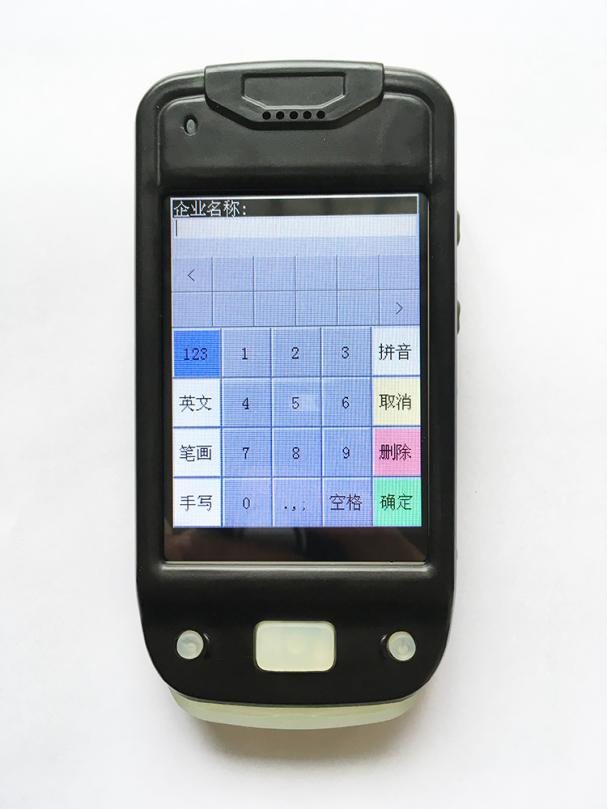 企业名称:
<
>
123 1 2 3 拼音
英文 4 5 6 取消
笔画 7 8 9 删除
手写 0 .,; 空格 确定